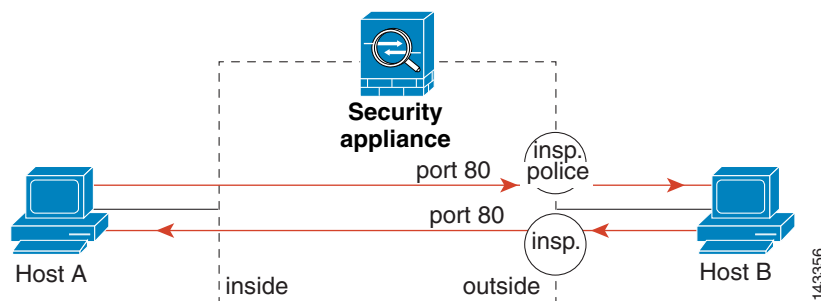 Security
appliance
insp.
police
port 80
port 80
insp.
Host A
inside
outside
Host B
143356